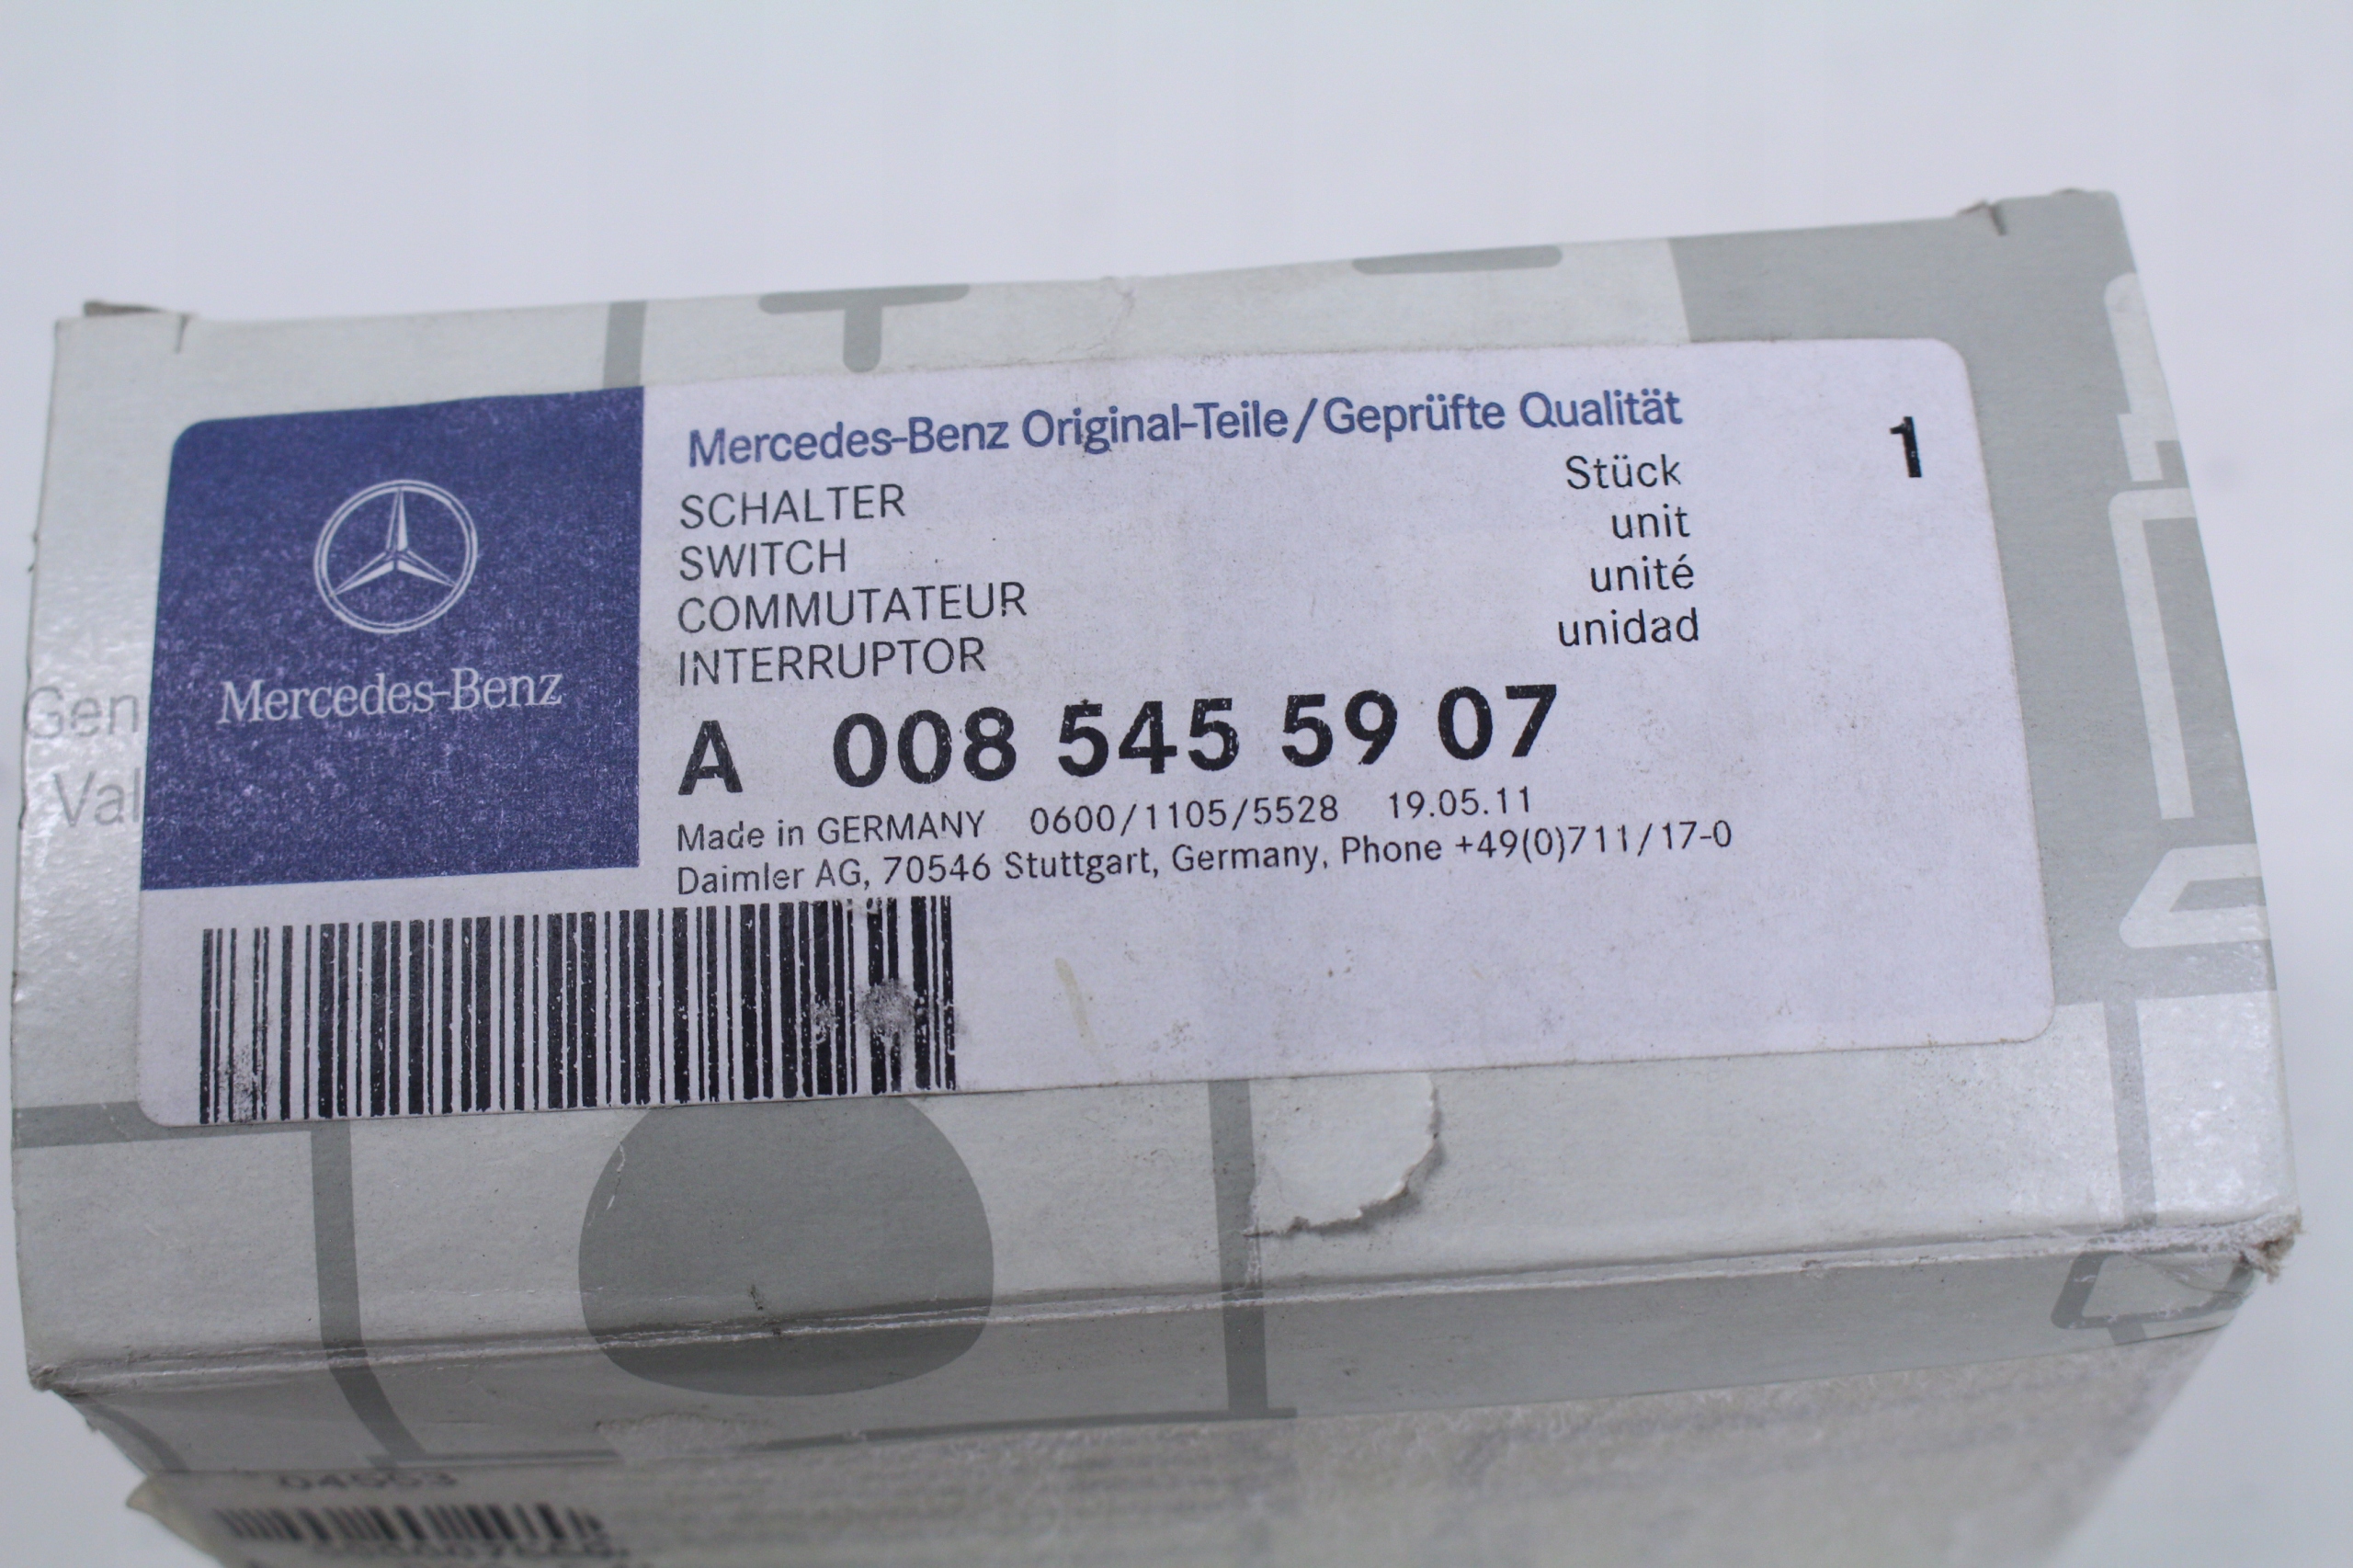 Mercedes-Benz
Mercedes-Benz Original-Teile/Geprüfte Qualität
SCHALTER
SWITCH
COMMUTATEUR
INTERRUPTOR
Stück
unit
unité
unidad
1
A 008 545 59 07
Made in GERMANY 0600/1105/5528 19.05.11
Daimler AG, 70546 Stuttgart, Germany, Phone +49(0)711/17-0
Gen
Val